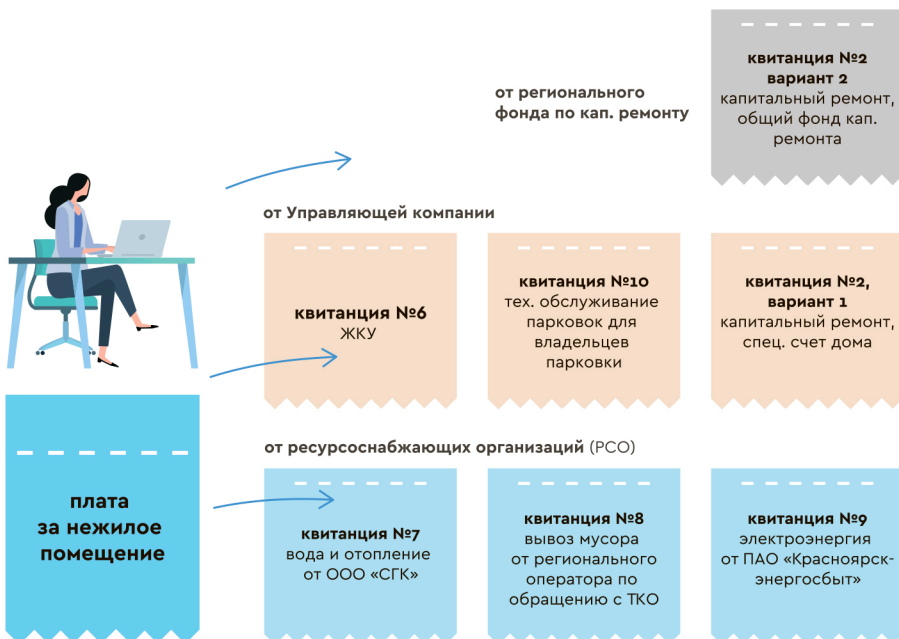 квитанция №2
вариант 2
капитальный ремонт,
общий фонд кап.
ремонта
от регионального
фонда по кап. ремонту
от Управляющей компании
квитанция №6
ЖКУ
квитанция №10
тех. обслуживание
парковок для
владельцев
парковки
квитанция №2,
вариант 1
капитальный ремонт,
спец. счет дома
плата
за нежилое
помещение
от ресурсоснабжающих организаций (РСО)
квитанция №7
вода и отопление
от ООО «СГК»
квитанция №8
вывоз мусора
от регионального
оператора по
обращению с ТКО
квитанция №9
электроэнергия
от ПАО «Красноярск-
энергосбыт»